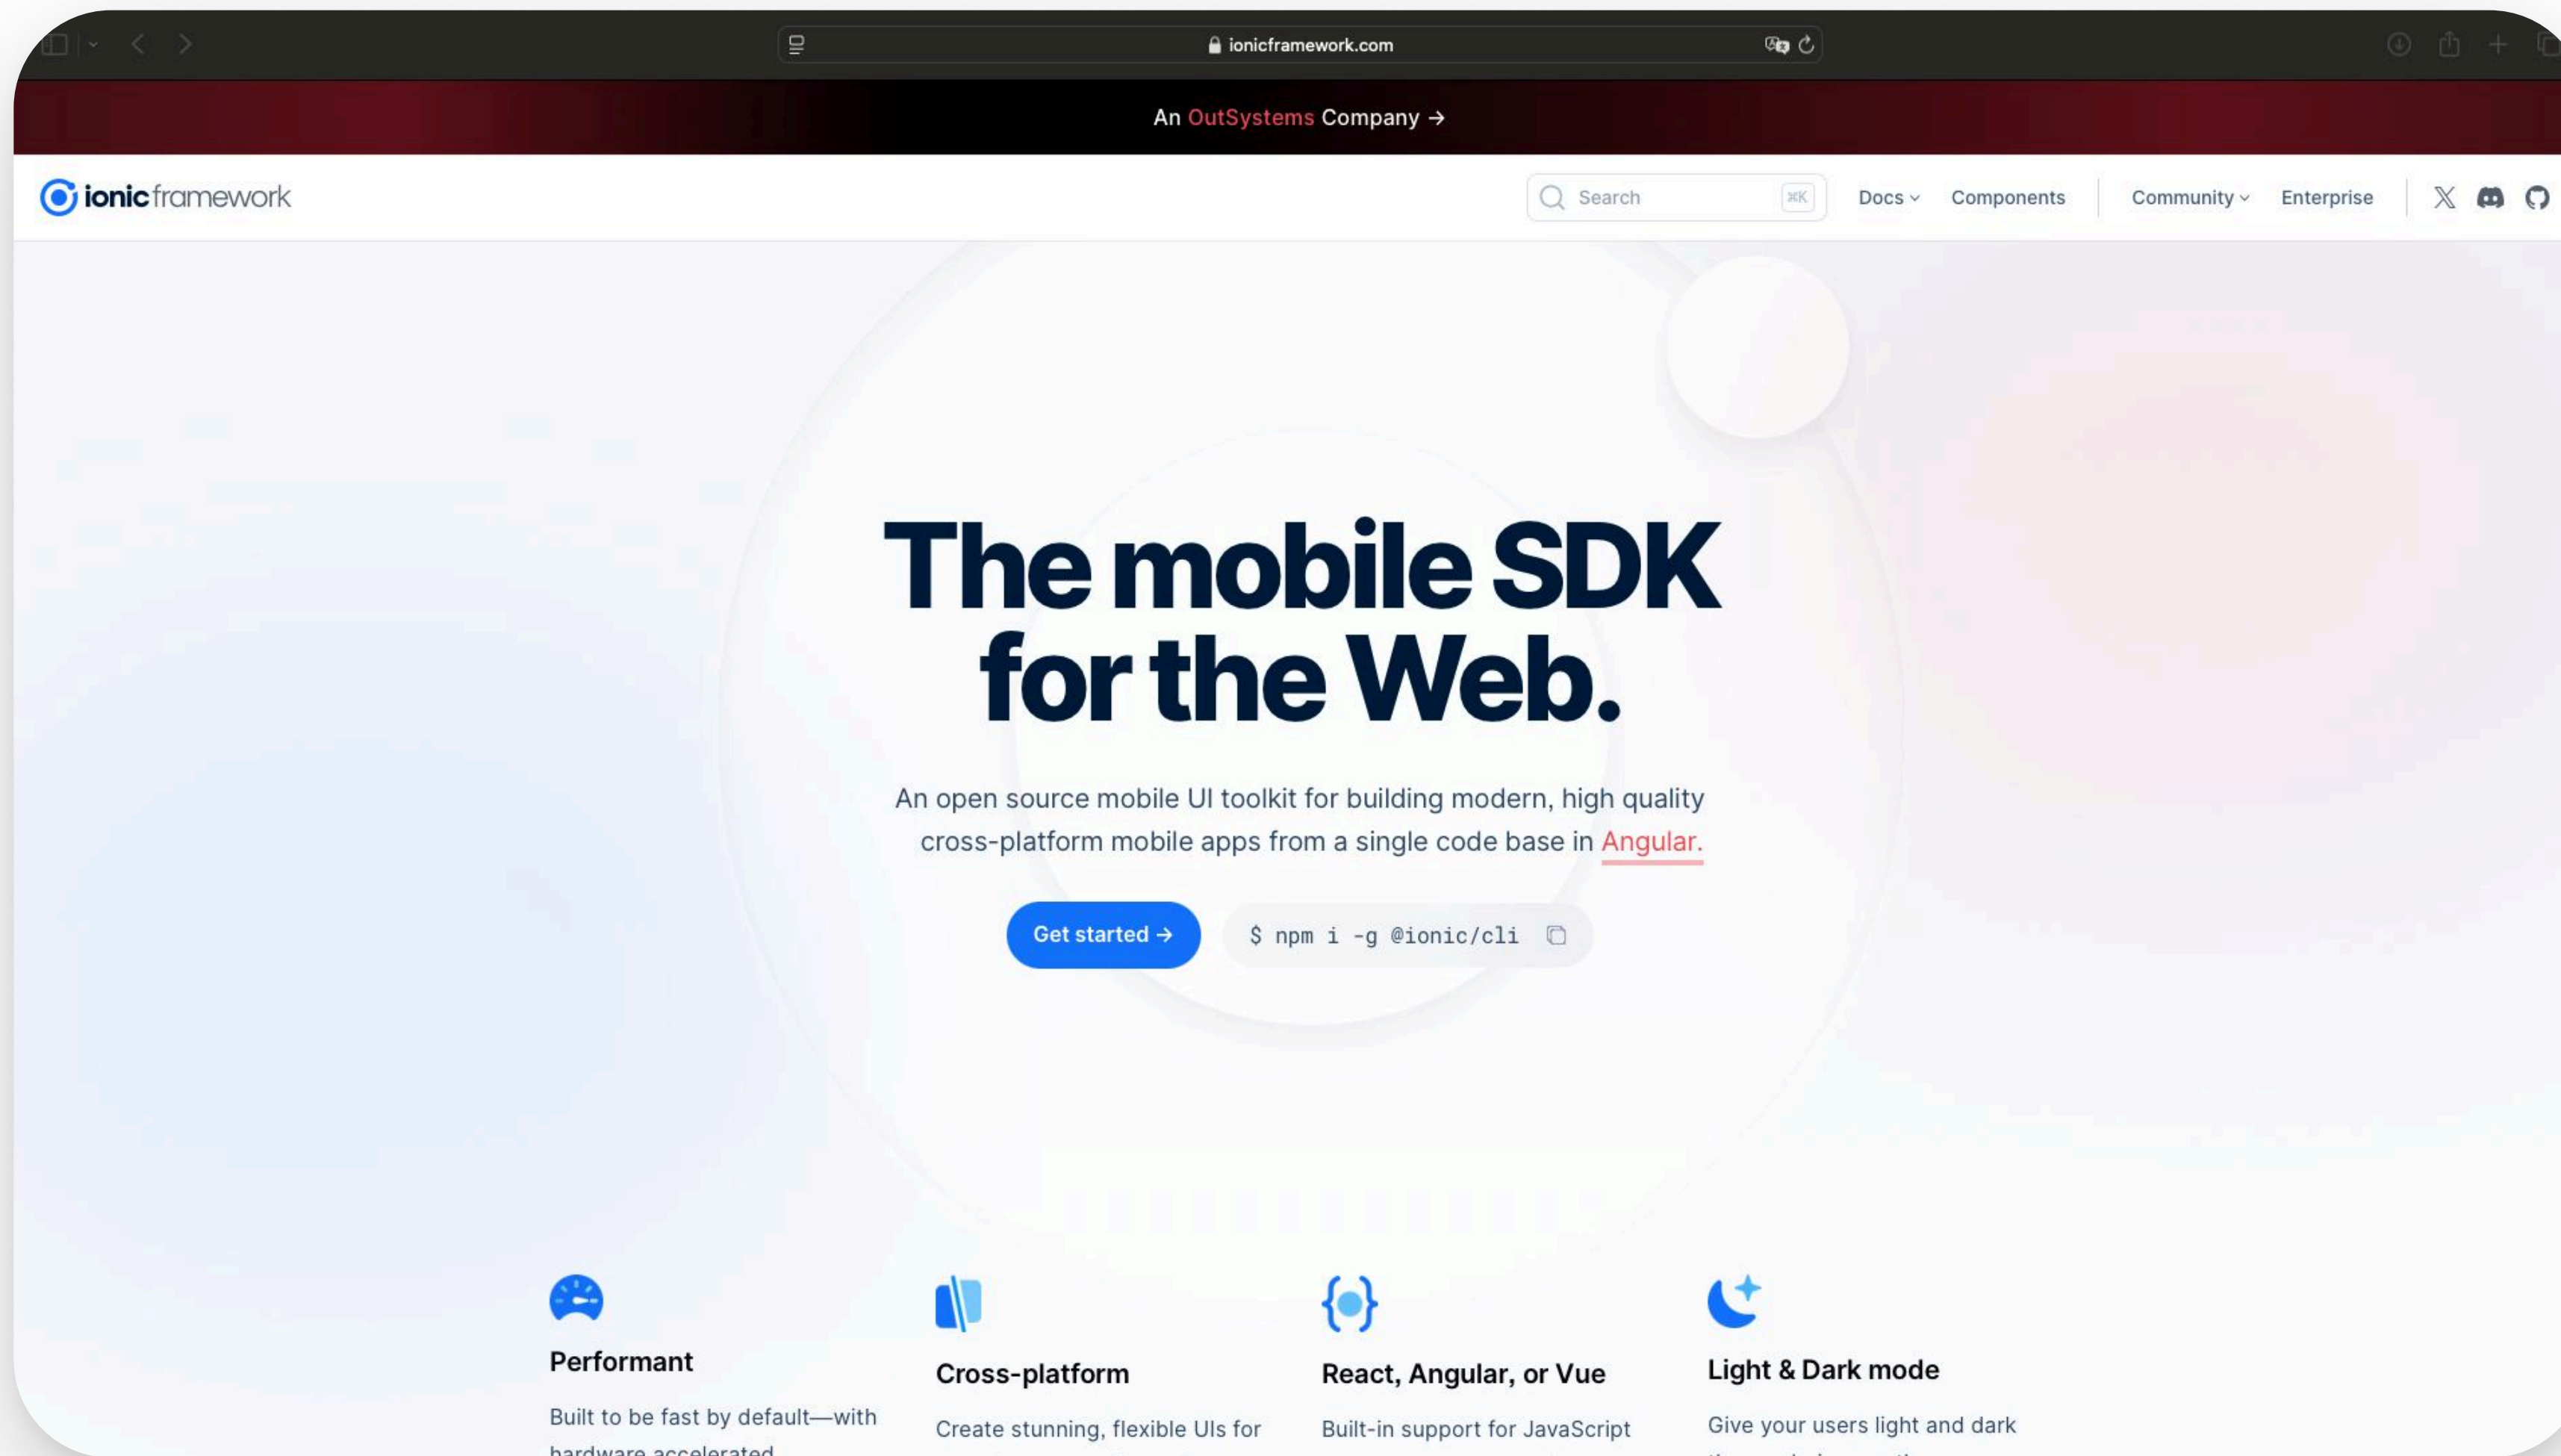 ionicframework.com
An OutSystems Company →
ionic framework
Search
⌘K
Docs
Components
Community
Enterprise
The mobile SDK
for the Web.
An open source mobile UI toolkit for building modern, high quality
cross-platform mobile apps from a single code base in Angular.
Get started →
$ npm i -g @ionic/cli
Performant
Built to be fast by default—with
hardware accelerated
Cross-platform
Create stunning, flexible UIs for
React, Angular, or Vue
Built-in support for JavaScript
Light & Dark mode
Give your users light and dark